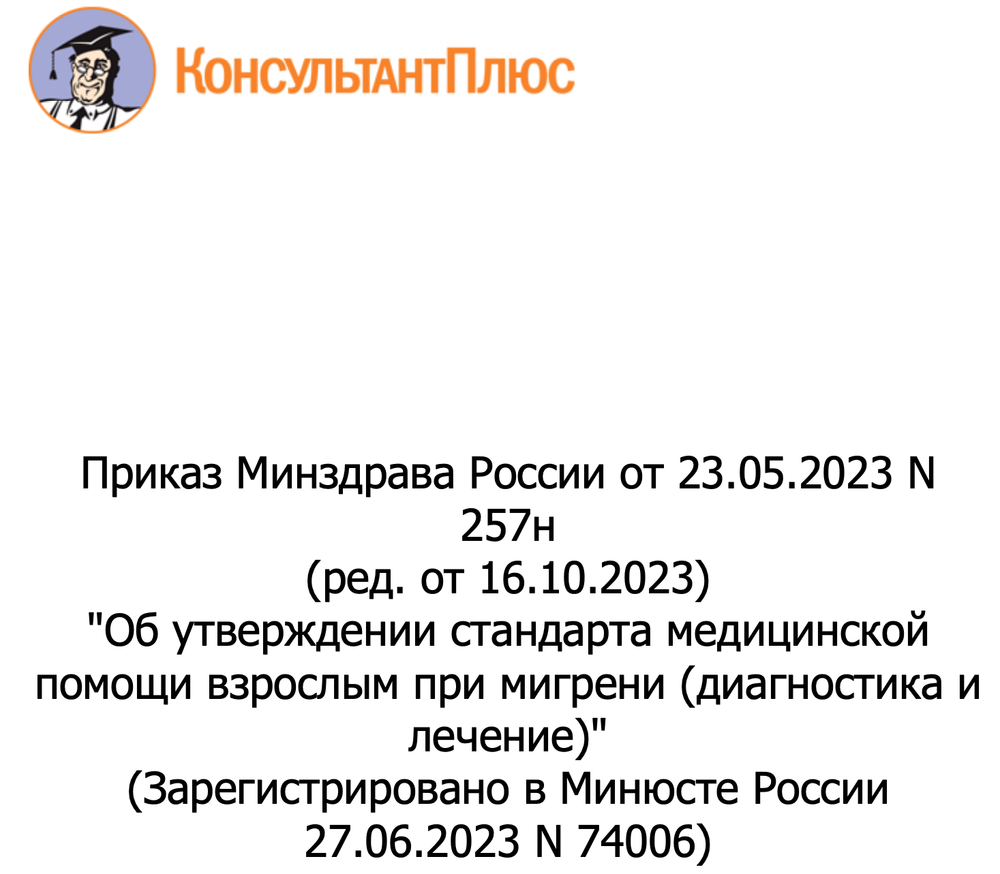 КонсультантПлюс
Приказ Минздрава России от 23.05.2023 N
257н
(ред. от 16.10.2023)
"Об утверждении стандарта медицинской
помощи взрослым при мигрени (диагностика и
лечение)"
(Зарегистрировано в Минюсте России
27.06.2023 N 74006)